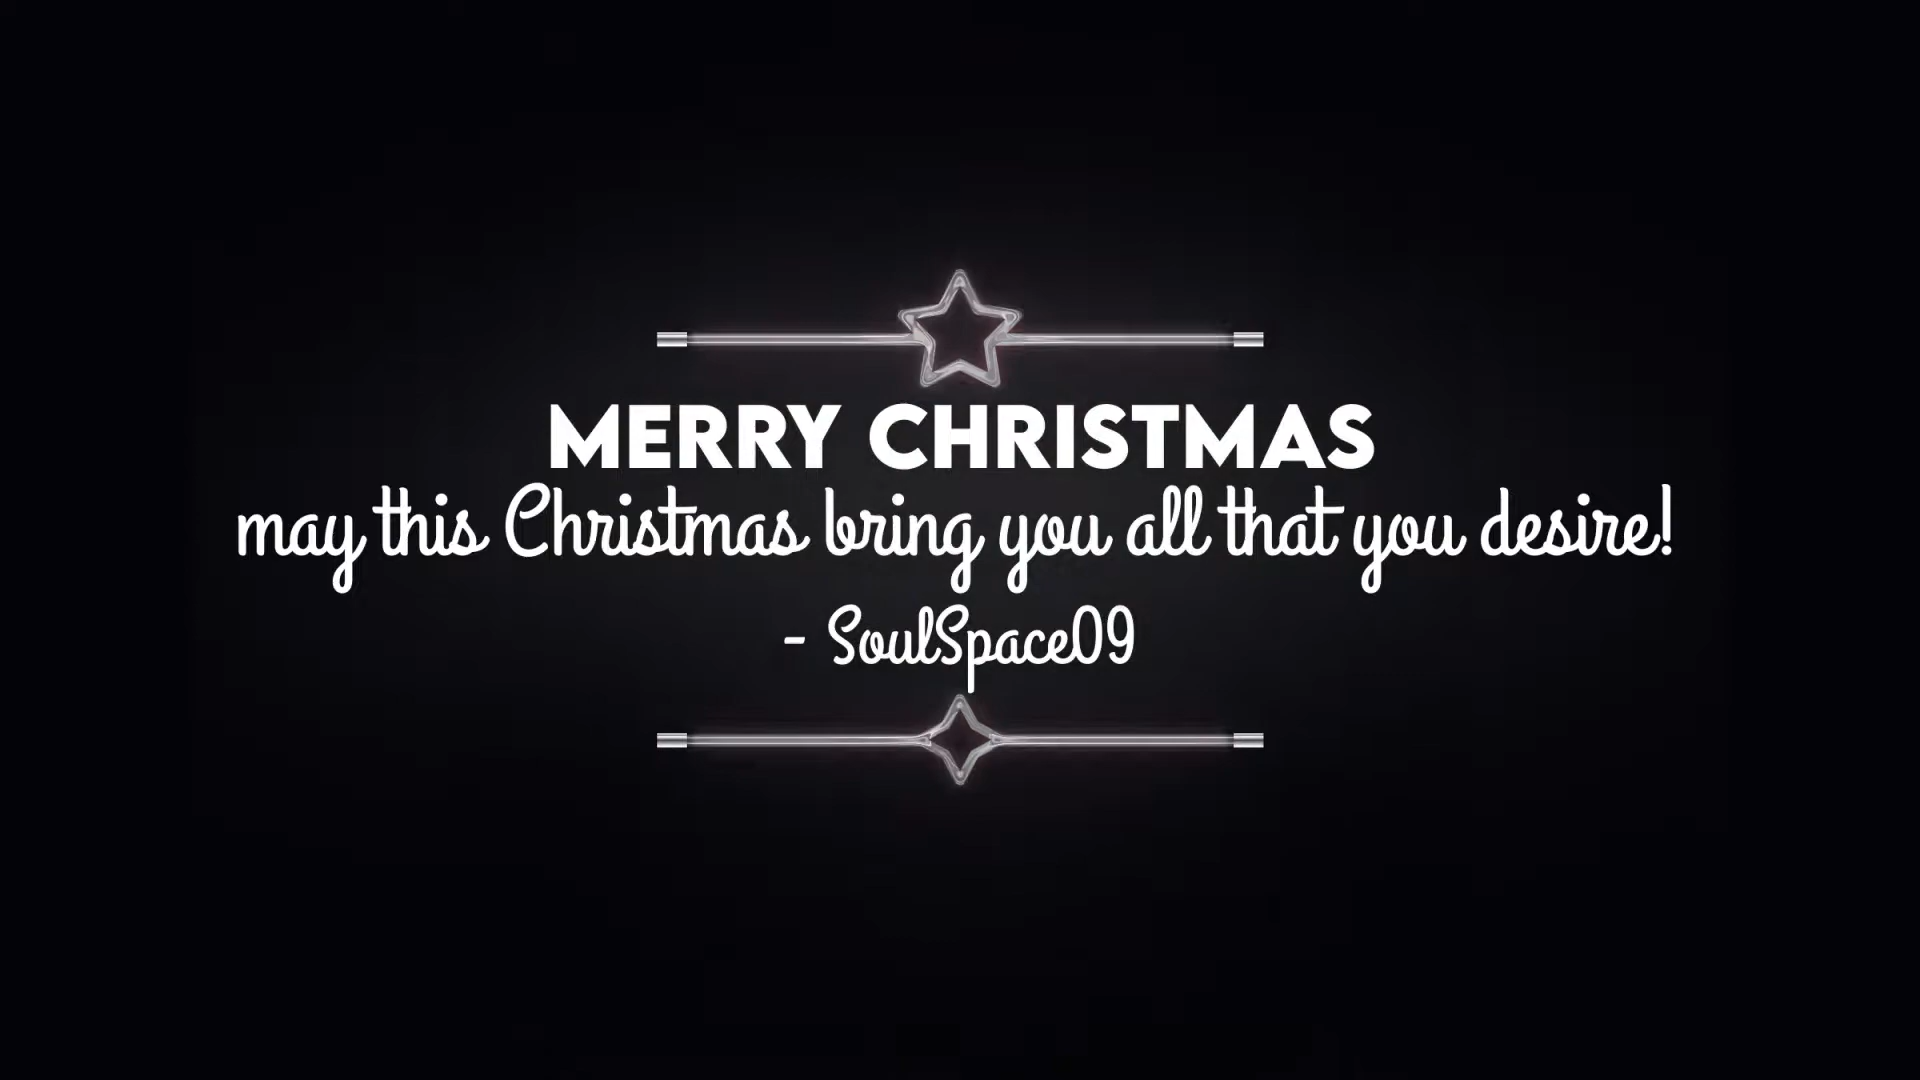 MERRY CHRISTMAS
may this Christmas bring you all that you desire!
- SoulSpace09